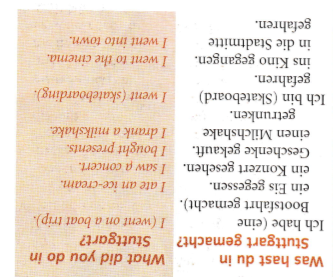 Was hast du in
Stuttgart gemacht?
Ich habe (eine
Bootsfahrt gemacht).
ein Eis gegessen.
ein Konzert gesehen.
Geschenke gekauft.
einen Milchshake
getrunken.
Ich bin (Skateboard)
gefahren.
ins Kino gegangen.
in die Stadtmitte
gefahren.
What did you do in
Stuttgart?
I (went on a boat trip).
I ate an ice-cream.
I saw a concert.
I bought presents.
I drank a milkshake.
I went (skateboarding).
I went to the cinema.
I went into town.